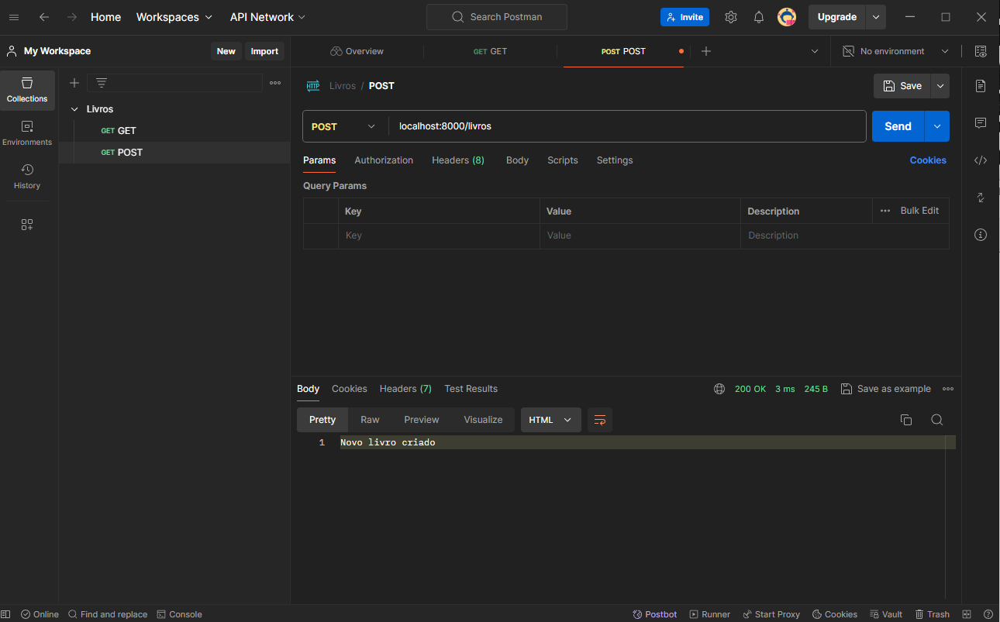 Home Workspaces API Network Search Postman Invite Upgrade
My Workspace New Import Overview GET GET POST POST No environment
Collections
Environments
History
Livros
GET GET
GET POST
HTTP Livros / POST Save
POST localhost:8000/livros Send
Params Authorization Headers (8) Body Scripts Settings Cookies
Query Params
Key Value Description Bulk Edit
Key Value Description
Body Cookies Headers (7) Test Results 200 OK 3 ms 245 B Save as example
Pretty Raw Preview Visualize HTML
1 Novo livro criado
Online Find and replace Console Postbot Runner Start Proxy Cookies Vault Trash